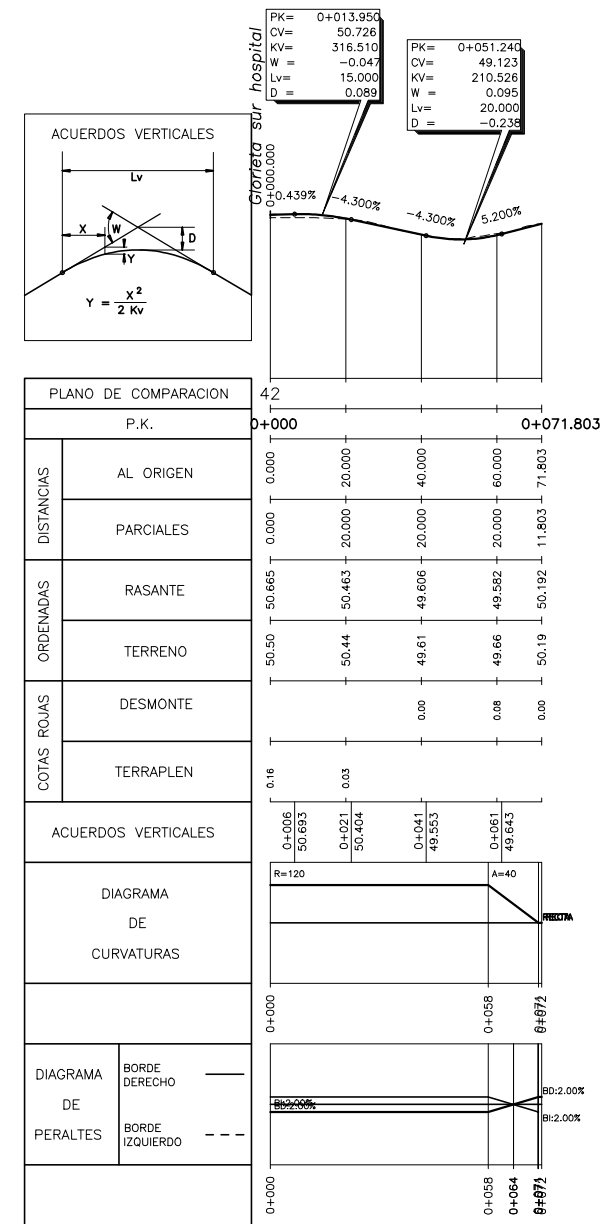 PK= 0+013.950
CV= 50.726
KV= 316.510
W = -0.047
Lv= 15.000
D = 0.089
PK= 0+051.240
CV= 49.123
KV= 210.526
W = 0.095
Lv= 20.000
D = -0.238
Glorieta sur hospital
0+000.000
+0.439%
-4.300%
-4.300%
5.200%
ACUERDOS VERTICALES
Lv
X
W
D
Y
Y = X² / 2 Kv
PLANO DE COMPARACION 42
P.K. 0+000 0+071.803
DISTANCIAS
AL ORIGEN 0.000 20.000 40.000 60.000 71.803
PARCIALES 0.000 20.000 20.000 20.000 11.803
ORDENADAS
RASANTE 50.665 50.463 49.606 49.582 50.192
TERRENO 50.50 50.44 49.61 49.66 50.19
COTAS ROJAS
DESMONTE 0.00 0.08 0.00
TERRAPLEN 0.16 0.03
ACUERDOS VERTICALES
0+006 50.693
0+021 50.404
0+041 49.553
0+061 49.643
DIAGRAMA
DE
CURVATURAS
R=120
A=40
0+000 0+058 0+071 0+072
DIAGRAMA
DE
PERALTES
BORDE
DERECHO
BORDE
IZQUIERDO
BI:2.00%
BD:2.00%
BD:2.00%
BI:2.00%
0+000 0+058 0+064 0+071 0+072